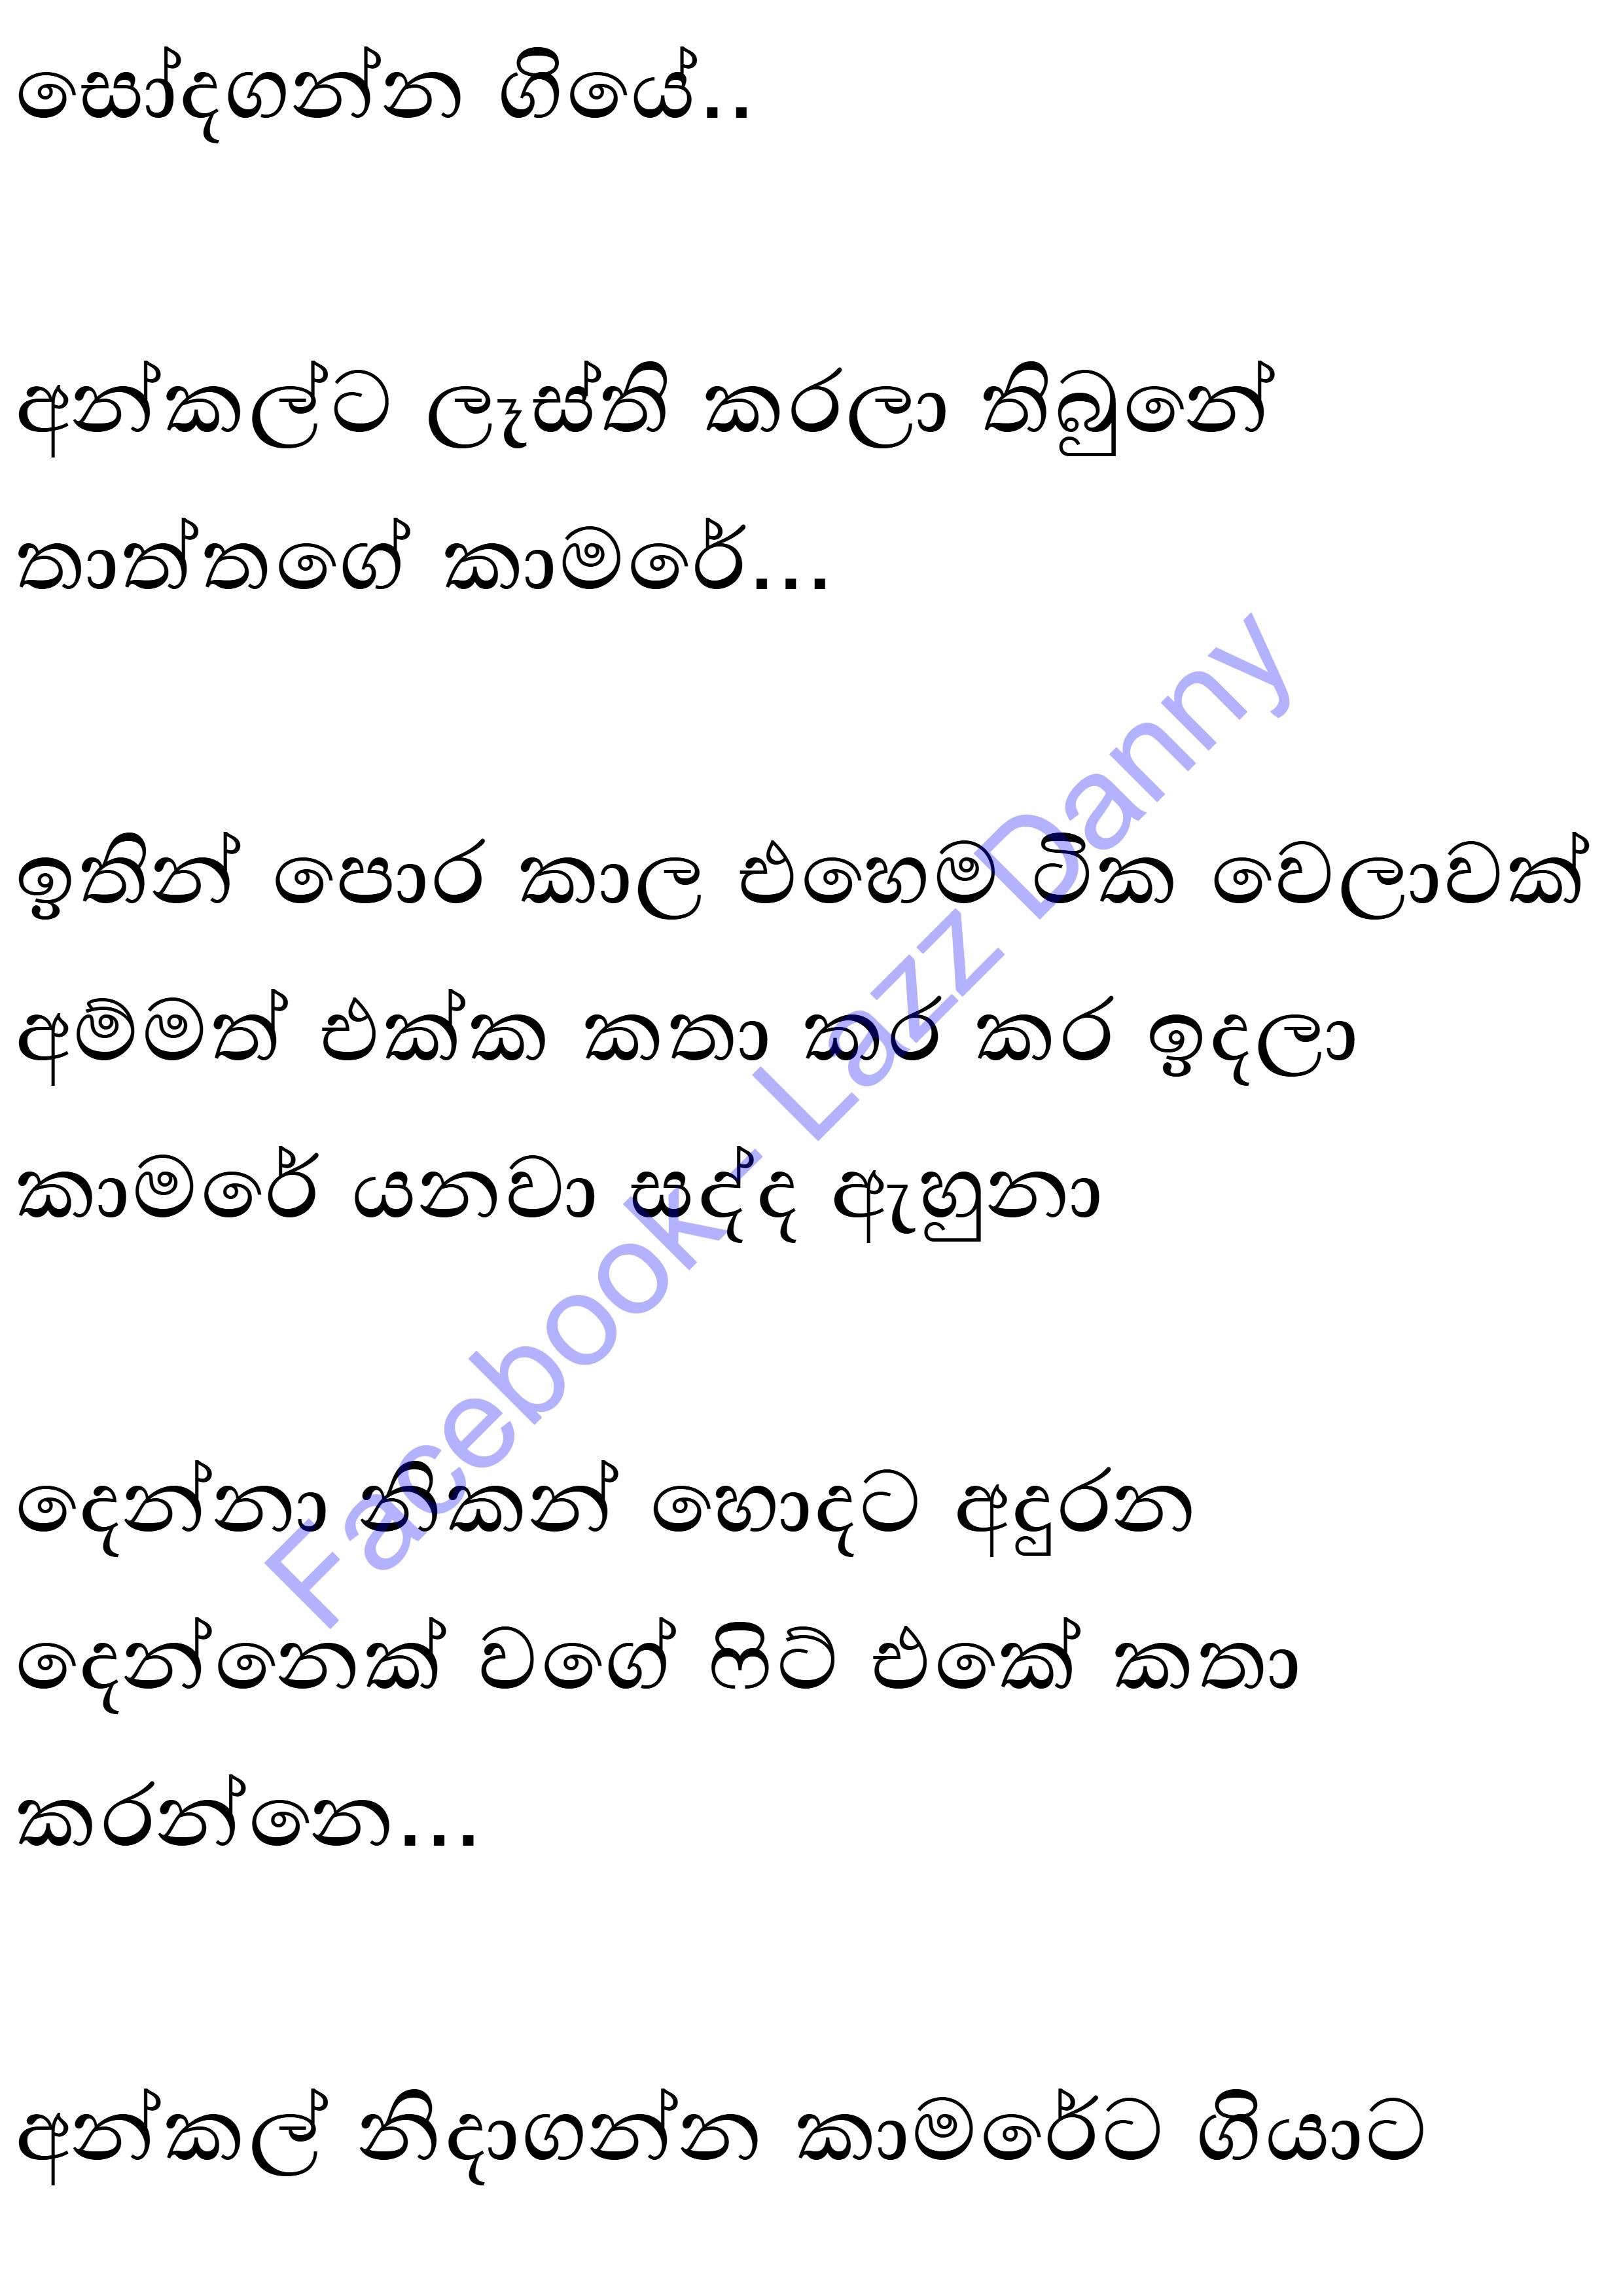 සෝදගන්න ගියේ..
අන්කල්ට ලෑස්ති කරලා තිබුනේ
තාත්තගේ කාමරේ...
ඉතින් පොර කාල එහෙම ටික වෙලාවක්
අම්මත් එක්ක කතා කර කර ඉදලා
කාමරේ යනවා සද්ද ඇහුනා
දෙන්නා තිකන් හොදට අදුරන
දෙන්නෙක් වගේ ෆිට් එකේ කතා
කරන්නෙ...
අන්කල් නිදාගන්න කාමරේට ගියාට
Facebook - Lazz Danny